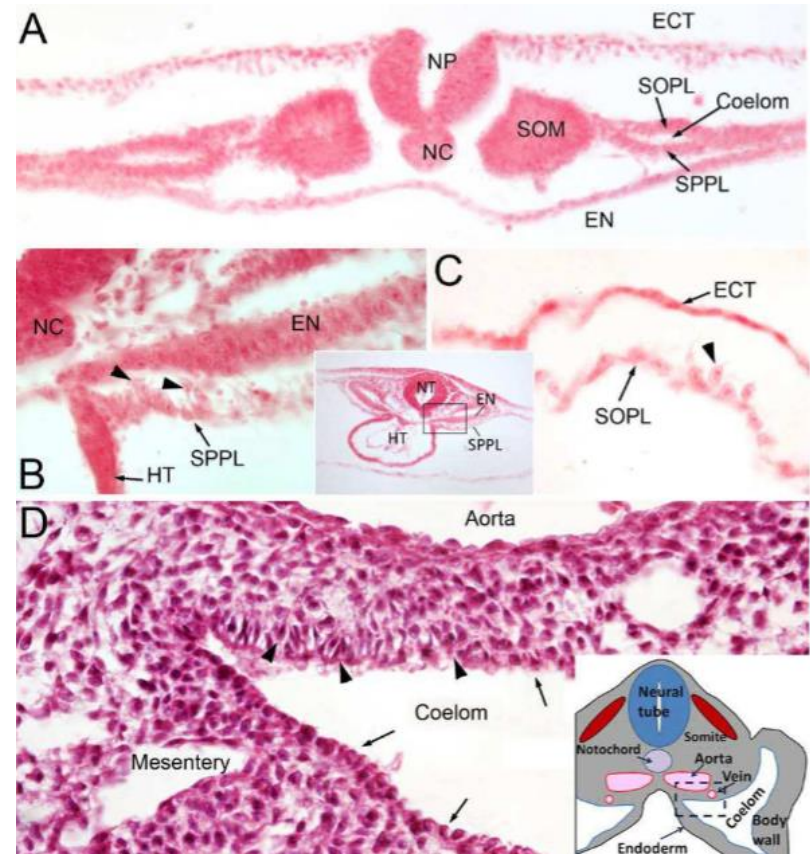 A
ECT
NP
SOPL
Coelom
SOM
NC
SPPL
EN
B
NC
EN
SPPL
HT
NT
EN
HT
SPPL
C
ECT
SOPL
D
Aorta
Coelom
Mesentery
Neural
tube
Somite
Notochord
Aorta
Vein
Coelom
Body
wall
Endoderm